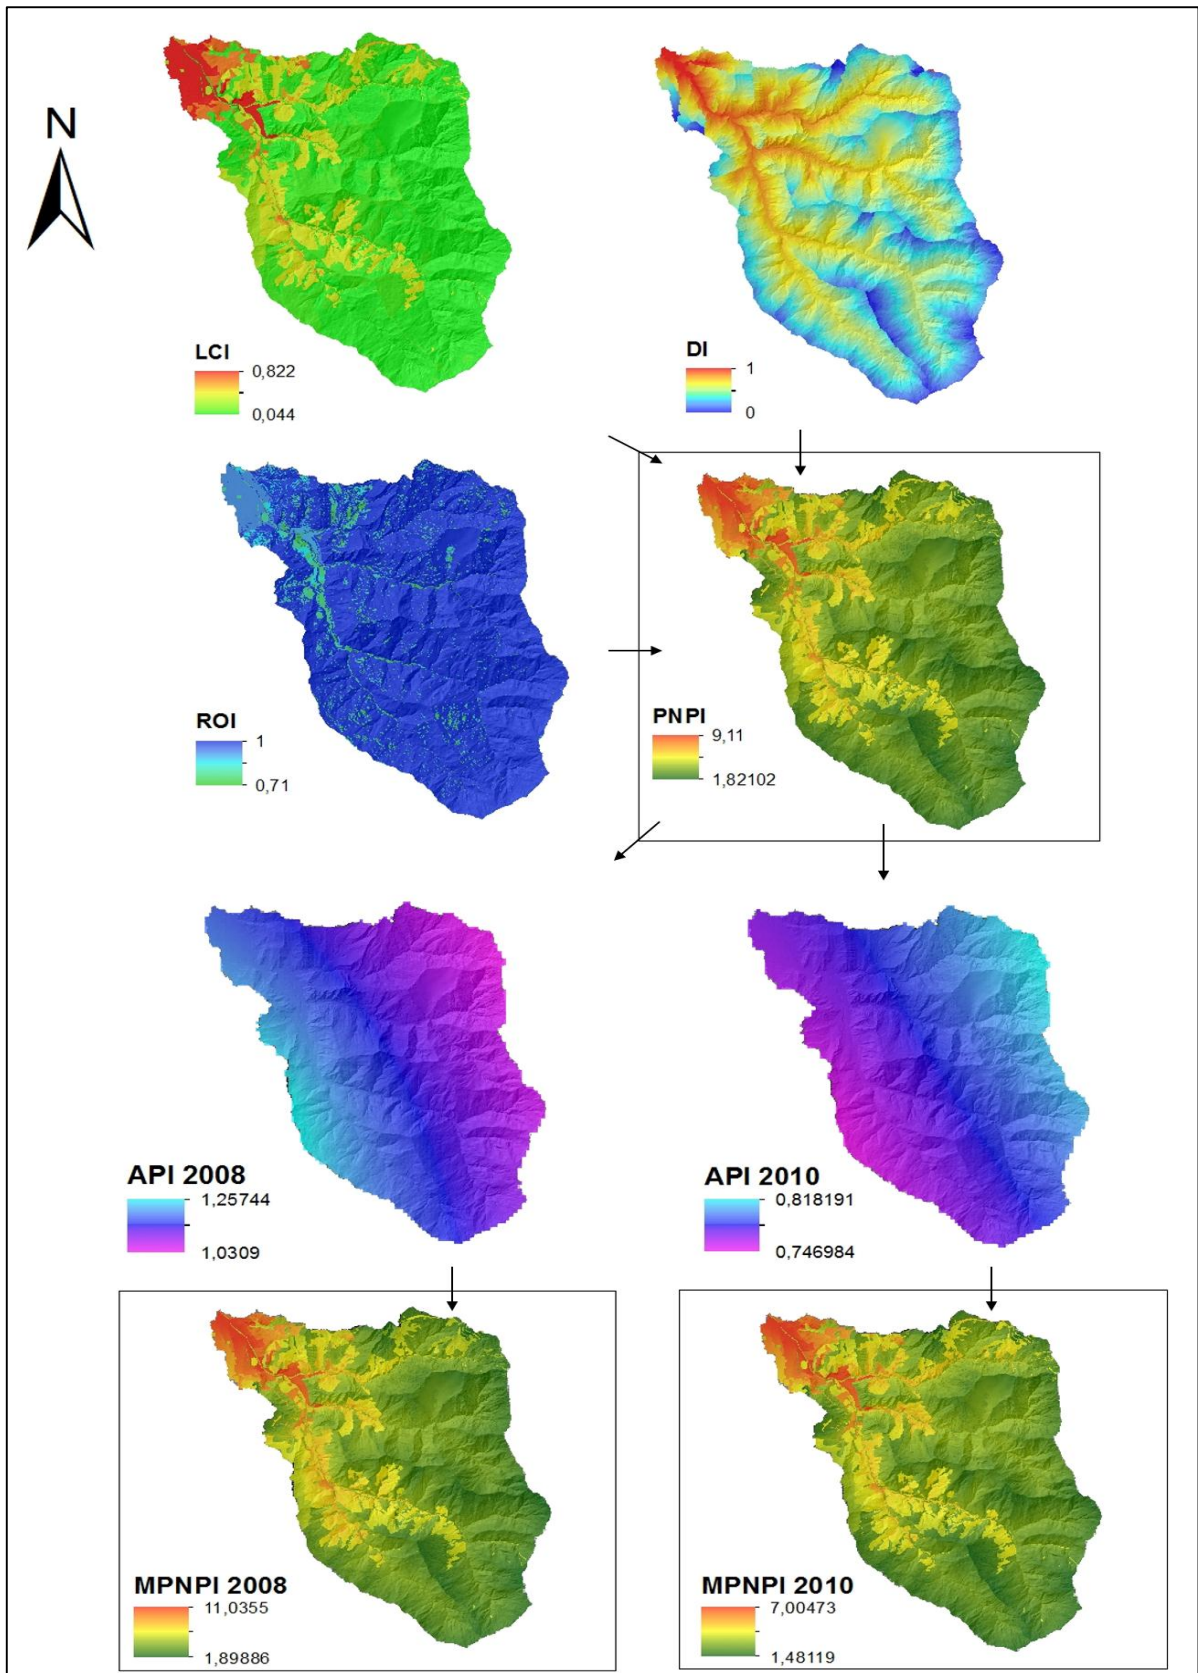 N
LCI
0,822
0,044
DI
1
0
ROI
1
0,71
PNPI
9,11
1,82102
API 2008
1,25744
1,0309
API 2010
0,818191
0,746984
MPNPI 2008
11,0355
1,89886
MPNPI 2010
7,00473
1,48119